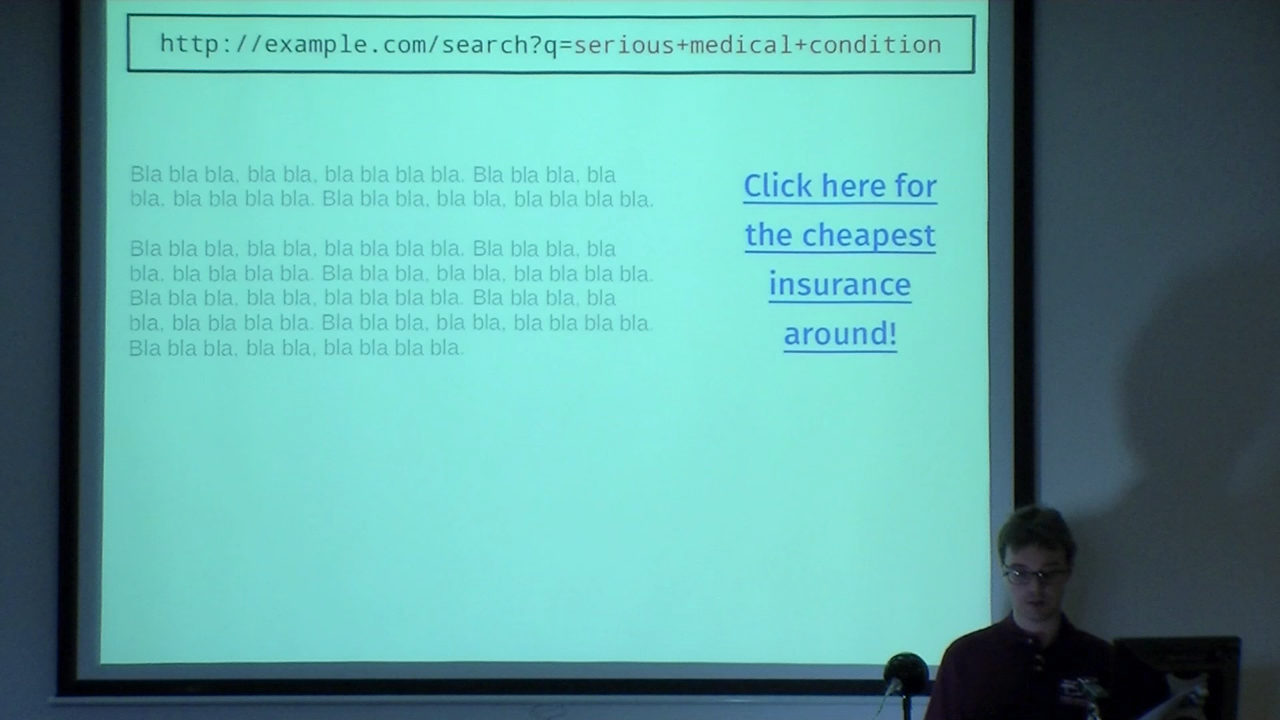 http://example.com/search?q=serious+medical+condition
Bla bla bla, bla bla, bla bla bla bla. Bla bla bla, bla
bla, bla bla bla bla. Bla bla bla, bla bla, bla bla bla bla.
Bla bla bla, bla bla, bla bla bla bla. Bla bla bla, bla
bla, bla bla bla bla. Bla bla bla, bla bla, bla bla bla bla.
Bla bla bla, bla bla, bla bla bla bla. Bla bla bla, bla
bla, bla bla bla bla. Bla bla bla, bla bla, bla bla bla bla.
Bla bla bla, bla bla, bla bla bla bla.
Click here for
the cheapest
insurance
around!